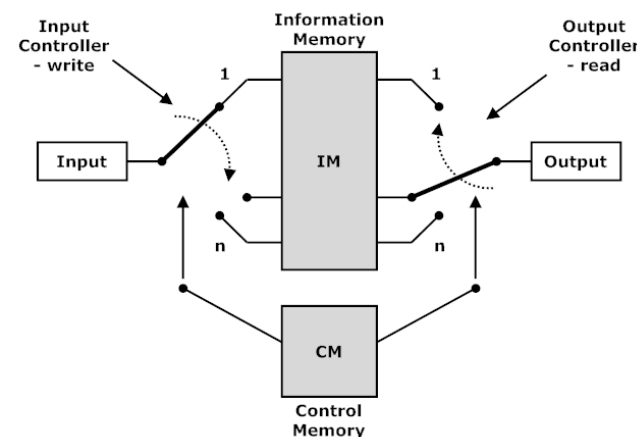 Input
Controller
- write
Information
Memory
Output
Controller
- read
1
1
Input
IM
Output
n
n
CM
Control
Memory